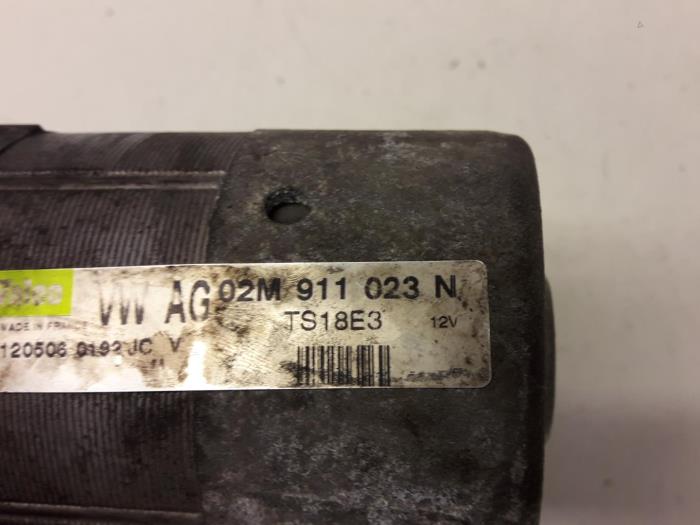 Valeo
VW AG 02M 911 023 N
MADE IN FRANCE
TS18E3 12V
120506 0193 JC V